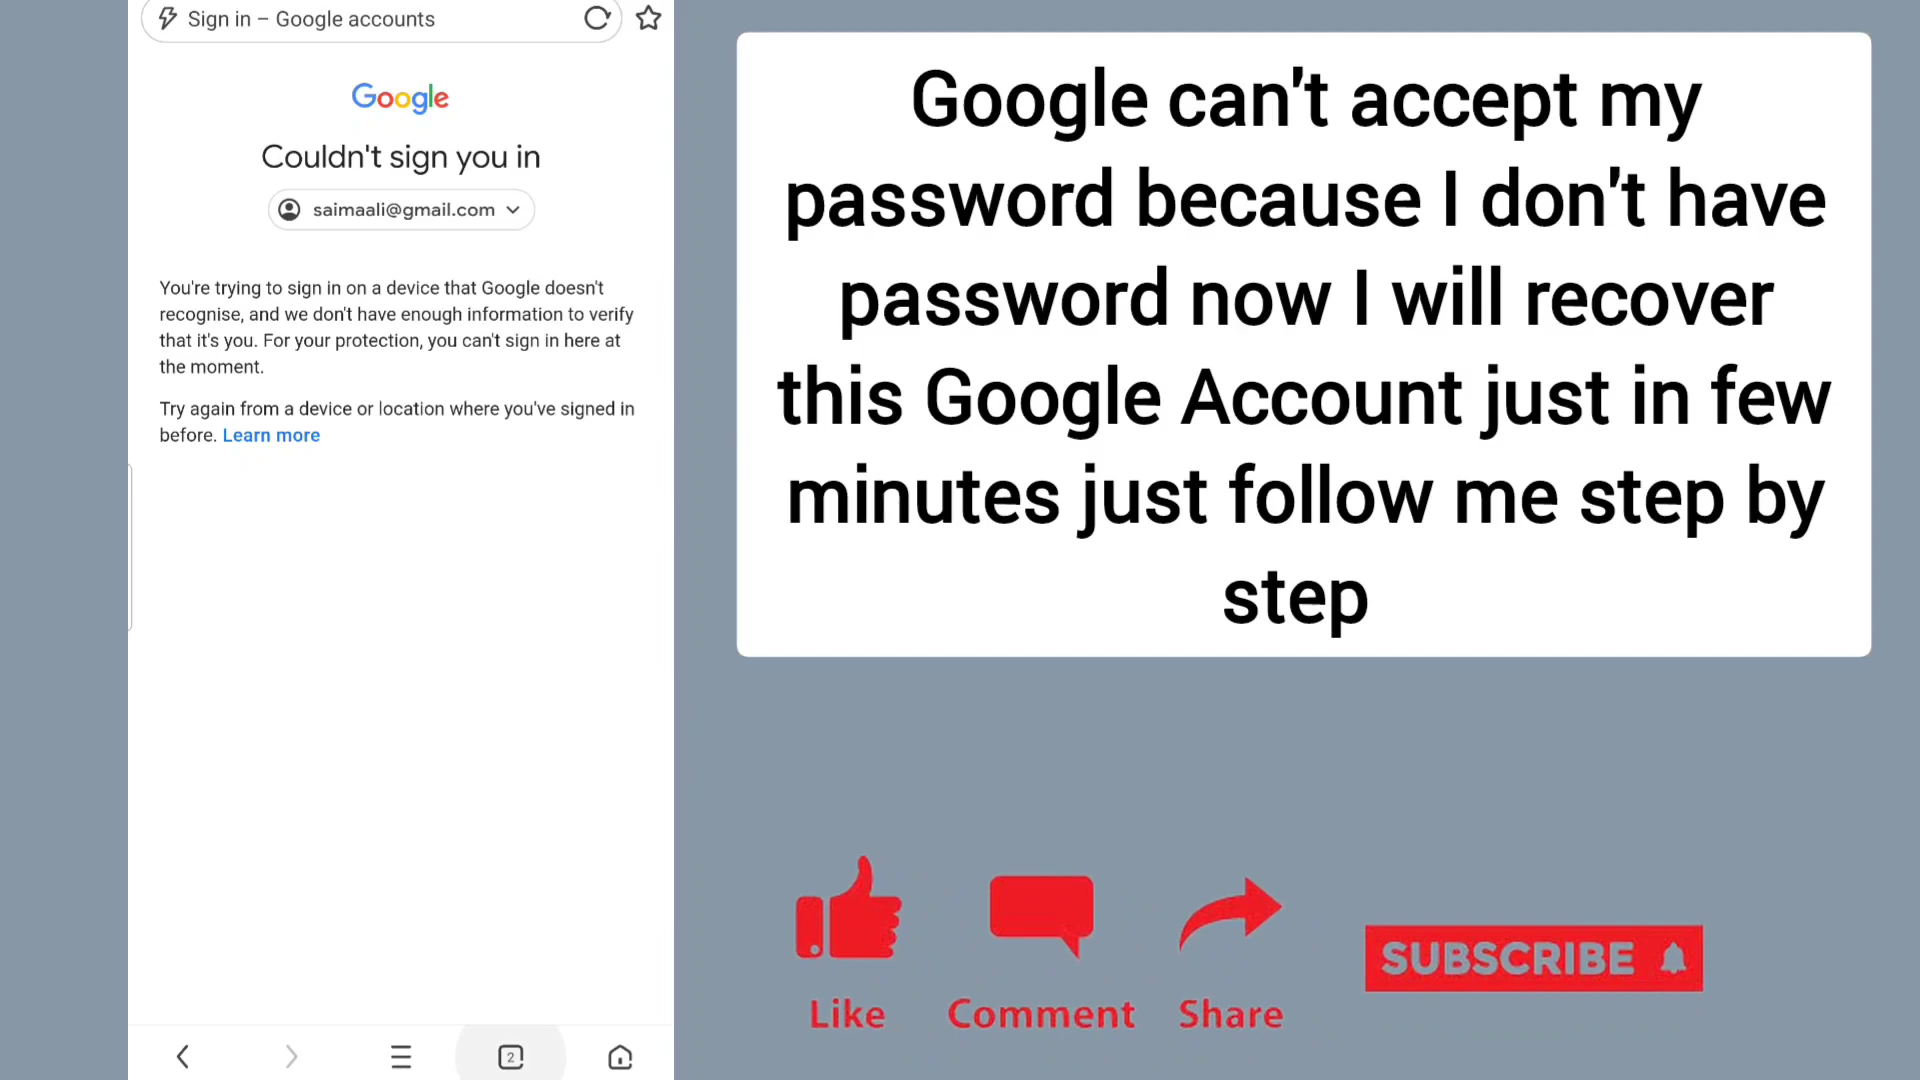 Sign in – Google accounts
Google
Couldn't sign you in
saimaali@gmail.com
You're trying to sign in on a device that Google doesn't
recognise, and we don't have enough information to verify
that it's you. For your protection, you can't sign in here at
the moment.
Try again from a device or location where you've signed in
before. Learn more
2
Google can't accept my
password because I don't have
password now I will recover
this Google Account just in few
minutes just follow me step by
step
Like
Comment
Share
SUBSCRIBE